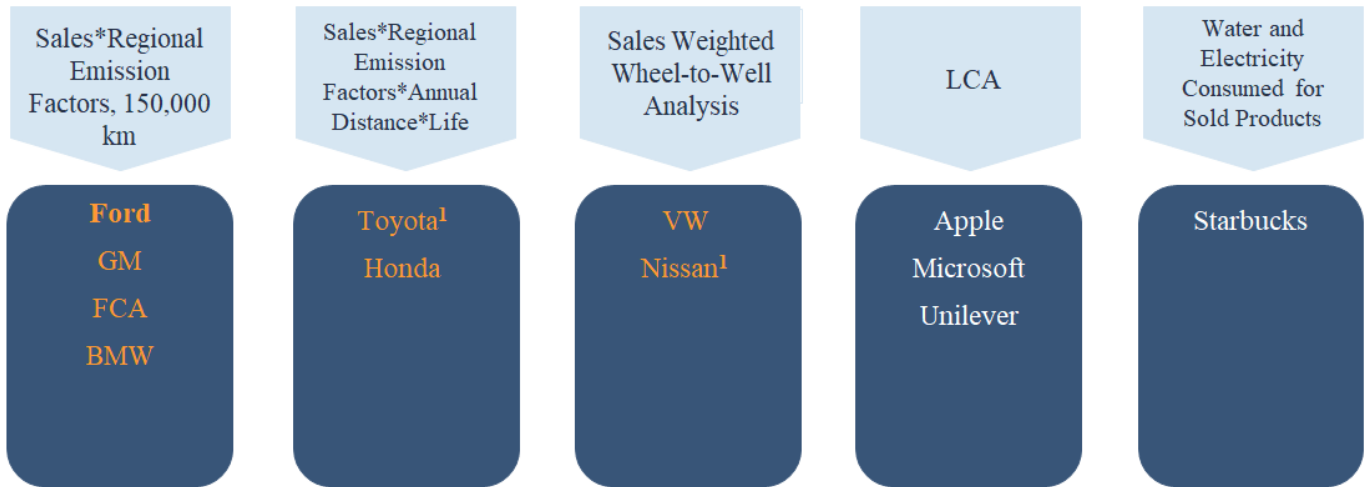 Sales*Regional
Emission
Factors, 150,000
km
Ford
GM
FCA
BMW
Sales*Regional
Emission
Factors*Annual
Distance*Life
Toyota¹
Honda
Sales Weighted
Wheel-to-Well
Analysis
VW
Nissan¹
LCA
Apple
Microsoft
Unilever
Water and
Electricity
Consumed for
Sold Products
Starbucks